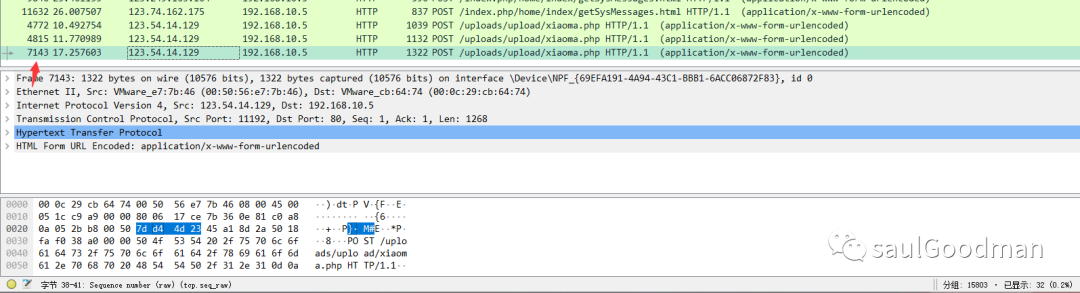 11632 26.007507 123.74.162.175 192.168.10.5 HTTP 837 POST /index.php/home/index/getSysMessages.html HTTP/1.1 (application/x-www-form-urlencoded)
4772 10.492754 123.54.14.129 192.168.10.5 HTTP 1039 POST /uploads/upload/xiaoma.php HTTP/1.1 (application/x-www-form-urlencoded)
4815 11.770989 123.54.14.129 192.168.10.5 HTTP 1132 POST /uploads/upload/xiaoma.php HTTP/1.1 (application/x-www-form-urlencoded)
7143 17.257603 123.54.14.129 192.168.10.5 HTTP 1322 POST /uploads/upload/xiaoma.php HTTP/1.1 (application/x-www-form-urlencoded)
Frame 7143: 1322 bytes on wire (10576 bits), 1322 bytes captured (10576 bits) on interface \Device\NPF_{69EFA191-4A94-43C1-BBB1-6ACC06872F83}, id 0
Ethernet II, Src: VMware_e7:7b:46 (00:50:56:e7:7b:46), Dst: VMware_cb:64:74 (00:0c:29:cb:64:74)
Internet Protocol Version 4, Src: 123.54.14.129, Dst: 192.168.10.5
Transmission Control Protocol, Src Port: 11192, Dst Port: 80, Seq: 1, Ack: 1, Len: 1268
Hypertext Transfer Protocol
HTML Form URL Encoded: application/x-www-form-urlencoded
0000 00 0c 29 cb 64 74 00 50 56 e7 7b 46 08 00 45 00 ··)·dt·P V·{F··E·
0010 05 1c c9 a9 00 00 80 06 17 ce 7b 36 0e 81 c0 a8 ········ ··{6····
0020 0a 05 2b b8 00 50 7d d4 4d 23 45 a1 8d 2a 50 18 ··+··P}· M#E··*P·
0030 fa f0 38 a0 00 00 50 4f 53 54 20 2f 75 70 6c 6f ··8···PO ST /uplo
0040 61 64 73 2f 75 70 6c 6f 61 64 2f 78 69 61 6f 6d ads/uplo ad/xiaom
0050 61 2e 70 68 70 20 48 54 54 50 2f 31 2e 31 0d 0a a.php HT TP/1.1··
saulGoodman
字节 38-41: Sequence number (raw) (tcp.seq_raw) 分组: 15803 · 已显示: 32 (0.2%)